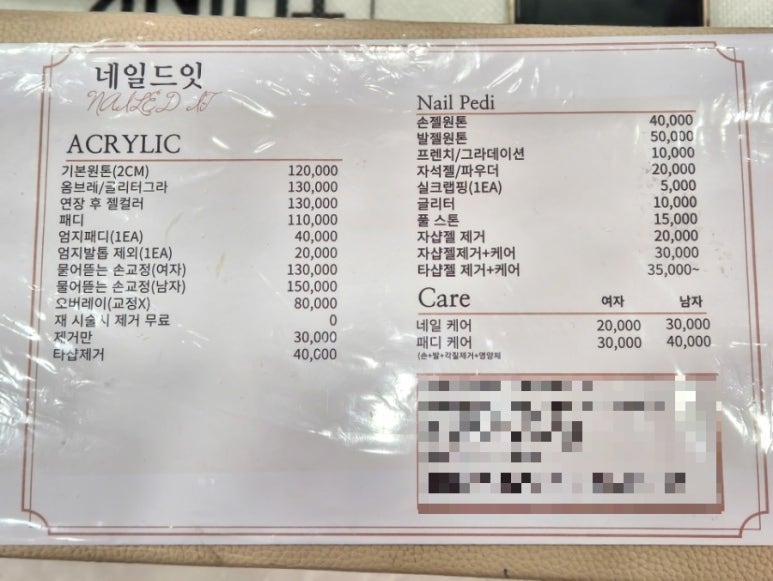 네일드잇
NAILED IT
ACRYLIC
기본원톤(2CM) 120,000
옴브레/글리터그라 130,000
연장 후 젤컬러 130,000
패디 110,000
엄지패디(1EA) 40,000
엄지발톱 제외(1EA) 20,000
물어뜯는 손교정(여자) 130,000
물어뜯는 손교정(남자) 150,000
오버레이(교정X) 80,000
재 시술시 제거 무료 0
제거만 30,000
타샵제거 40,000
Nail Pedi
손젤원톤 40,000
발젤원톤 50,000
프렌치/그라데이션 10,000
자석젤/파우더 20,000
실크랩핑(1EA) 5,000
글리터 10,000
풀 스톤 15,000
자샵젤 제거 20,000
자샵젤제거+케어 30,000
타샵젤 제거+케어 35,000~
Care 여자 남자
네일 케어 20,000 30,000
패디 케어 30,000 40,000
(손+발+각질제거+영양제